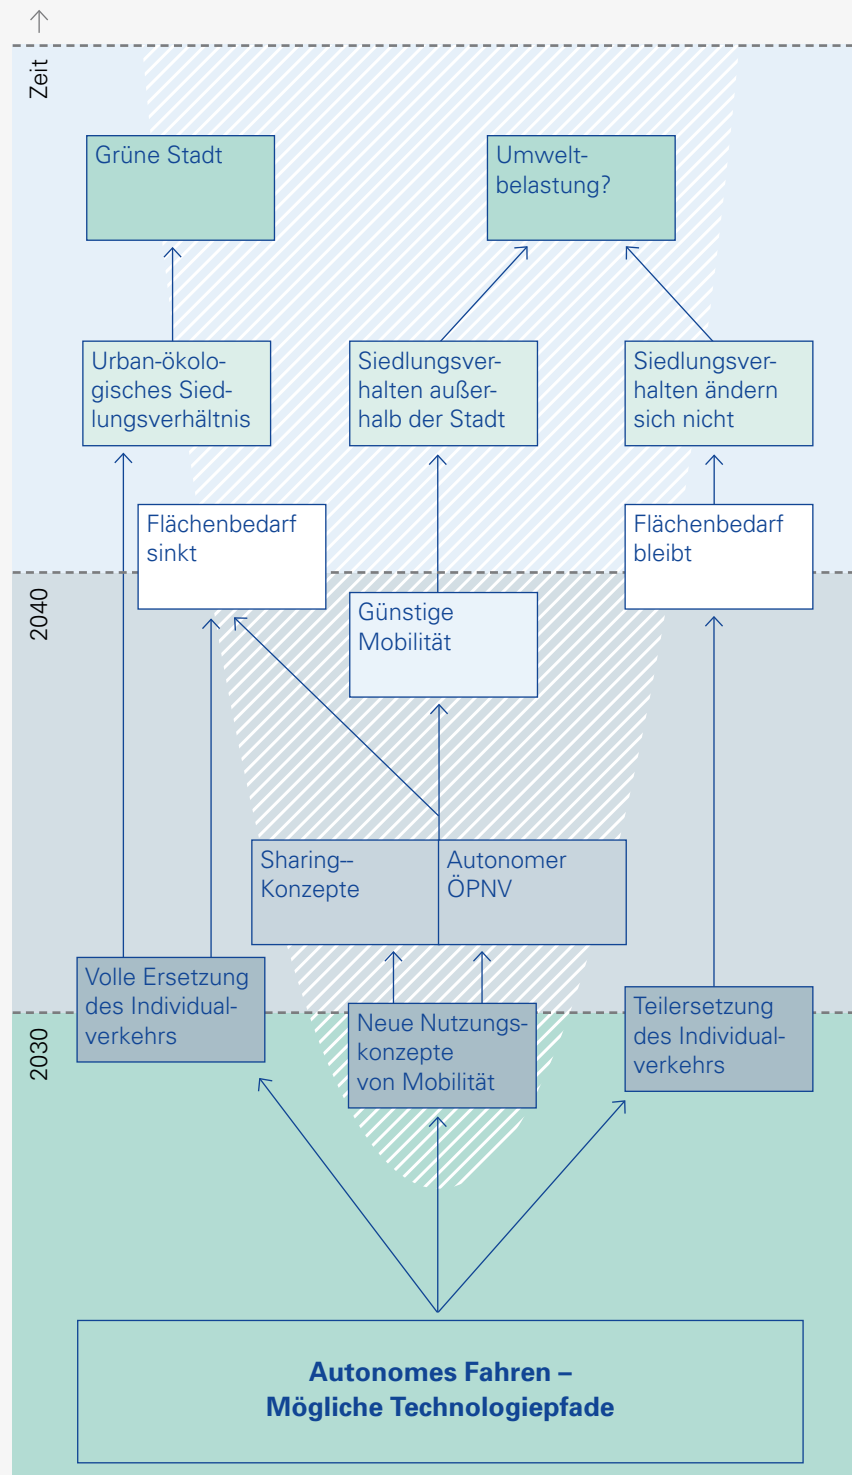 Zeit
Grüne Stadt
Umwelt-
belastung?
Urban-ökolo-
gisches Sied-
lungsverhältnis
Siedlungsver-
halten außer-
halb der Stadt
Siedlungsver-
halten ändern
sich nicht
Flächenbedarf
sinkt
Flächenbedarf
bleibt
2040
Günstige
Mobilität
Sharing--
Konzepte
Autonomer
ÖPNV
Volle Ersetzung
des Individual-
verkehrs
Neue Nutzungs-
konzepte
von Mobilität
Teilersetzung
des Individual-
verkehrs
2030
Autonomes Fahren –
Mögliche Technologiepfade